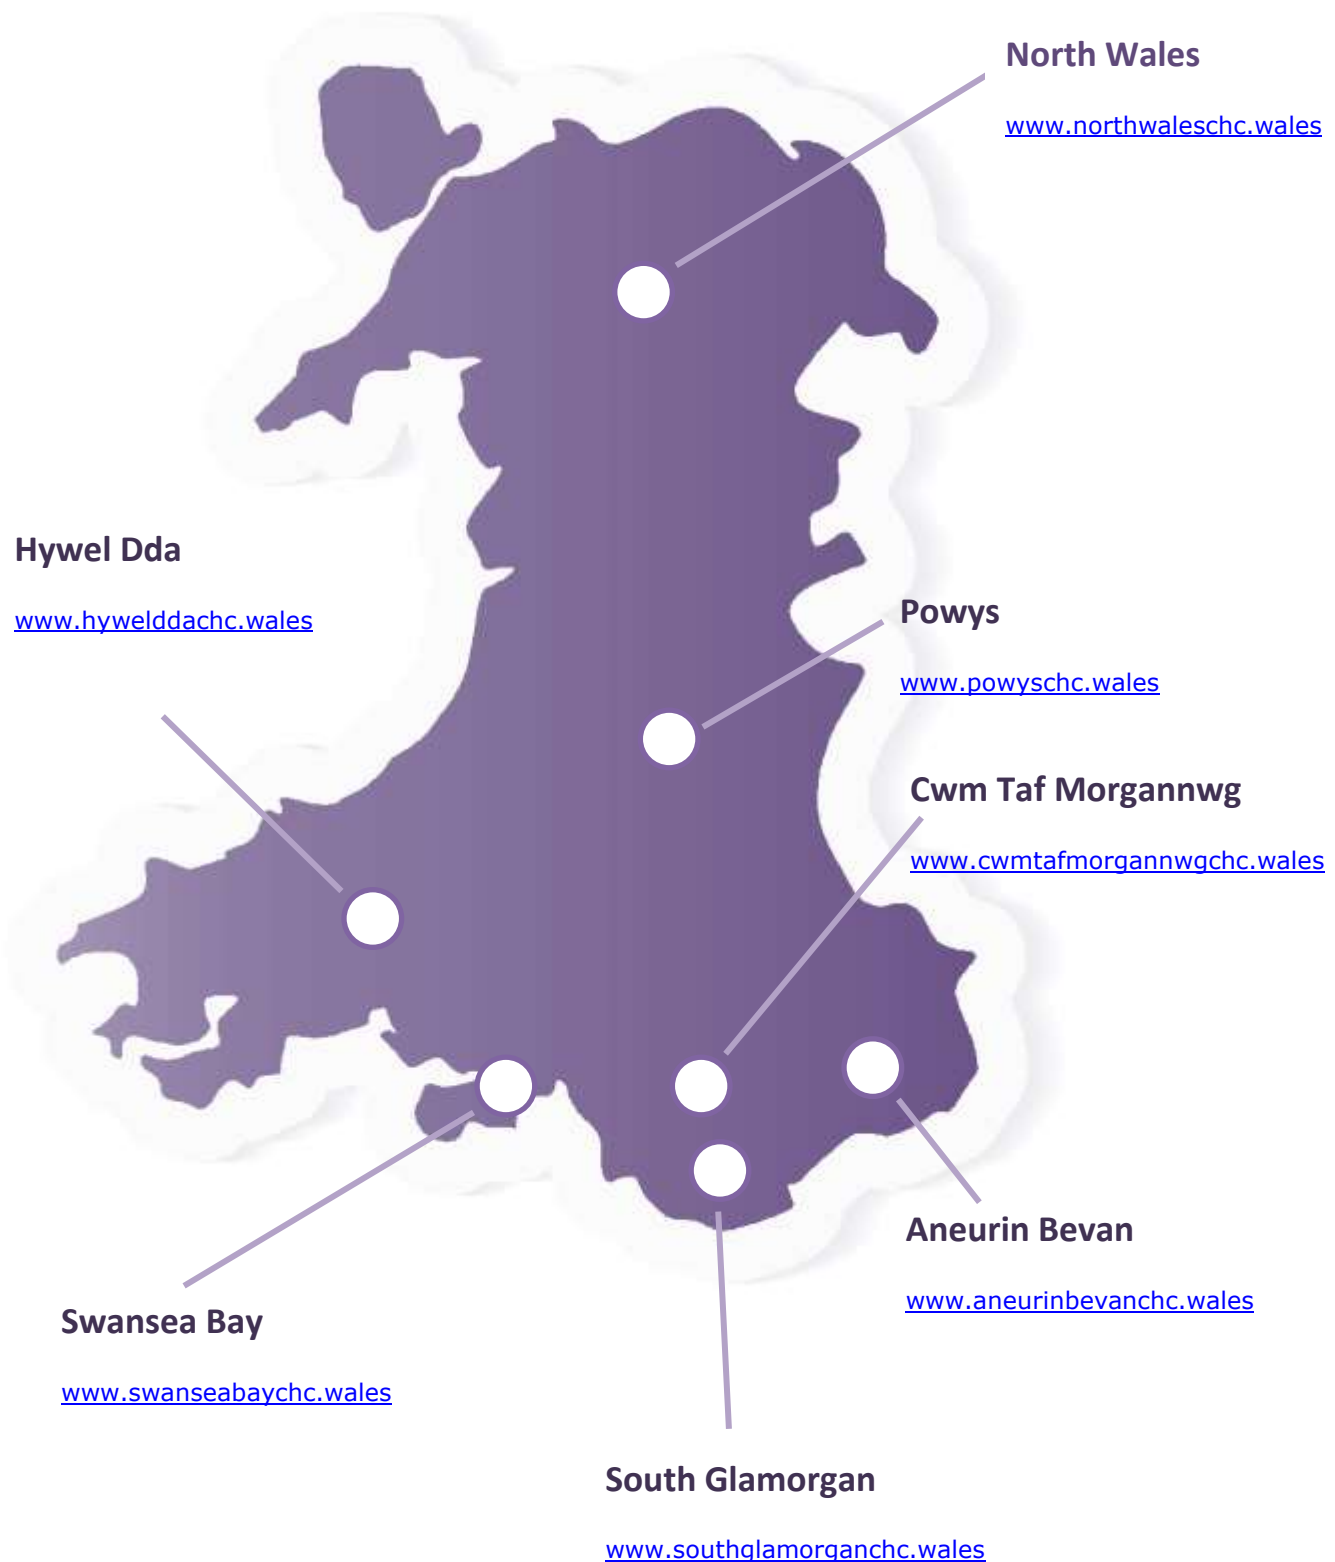 North Wales
www.northwaleschc.wales
Hywel Dda
www.hywelddachc.wales
Powys
www.powyschc.wales
Cwm Taf Morgannwg
www.cwmtafmorgannwgchc.wales
Aneurin Bevan
www.aneurinbevanchc.wales
Swansea Bay
www.swanseabaychc.wales
South Glamorgan
www.southglamorganchc.wales